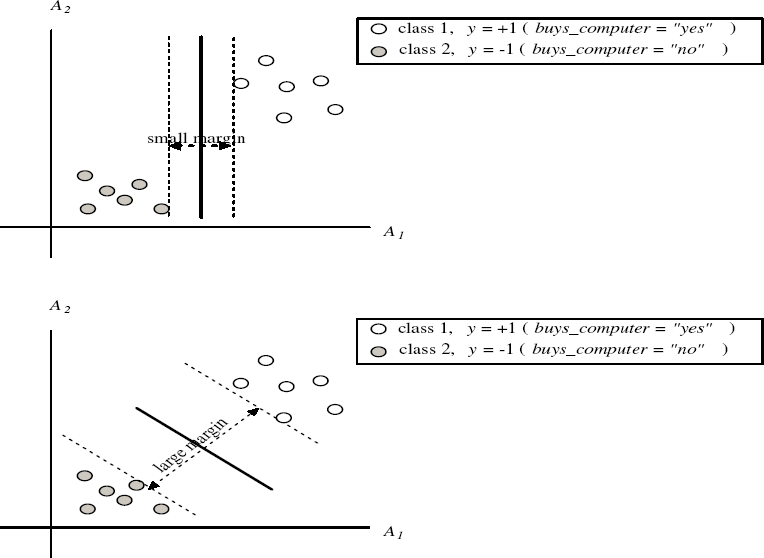 A 2
class 1, y = +1 ( buys_computer = "yes" )
class 2, y = -1 ( buys_computer = "no" )
small margin
A 1
A 2
class 1, y = +1 ( buys_computer = "yes" )
class 2, y = -1 ( buys_computer = "no" )
large margin
A 1